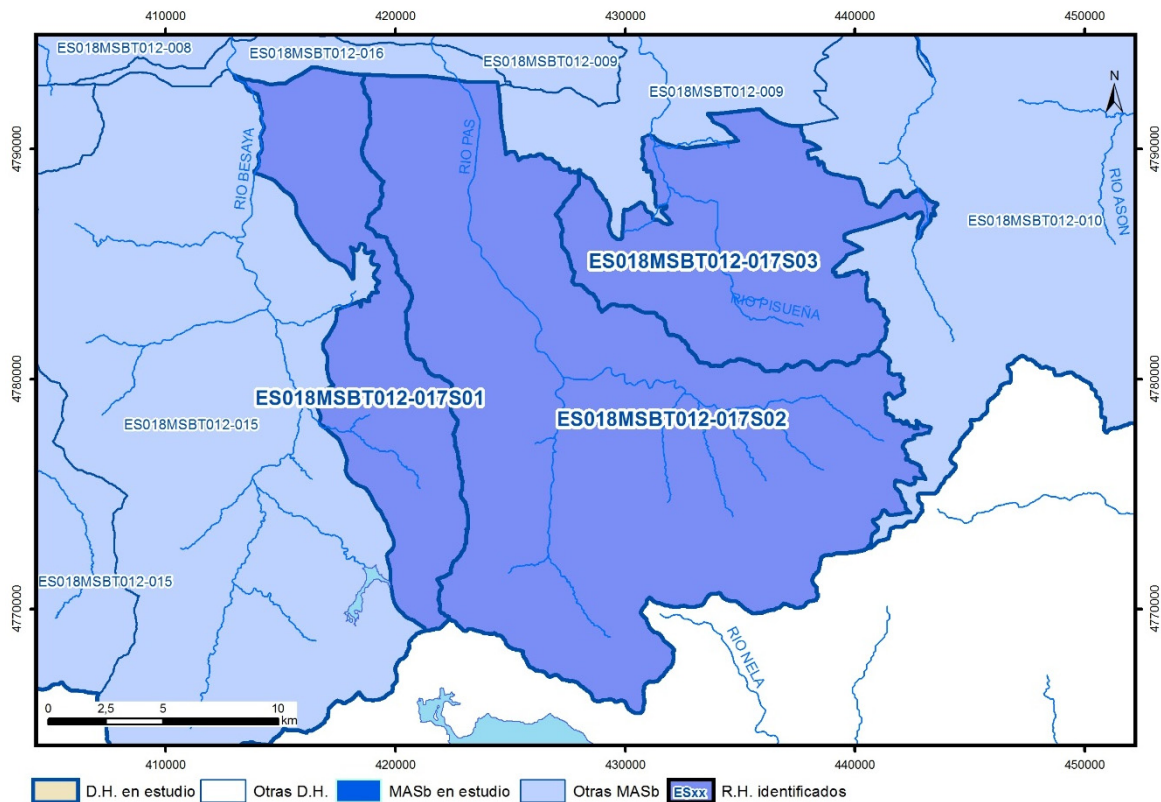 410000
420000
430000
440000
450000
ES018MSBT012-008
ES018MSBT012-016
ES018MSBT012-009
ES018MSBT012-009
N
4790000
4790000
RIO BESAYA
RIO PAS
RIO ASON
ES018MSBT012-010
ES018MSBT012-017S03
RIO PISUEÑA
4780000
4780000
ES018MSBT012-017S01
ES018MSBT012-017S02
ES018MSBT012-015
ES018MSBT012-015
4770000
4770000
RIO NELA
0 2,5 5 10
km
410000
420000
430000
440000
450000
D.H. en estudio
Otras D.H.
MASb en estudio
Otras MASb
ESxx
R.H. identificados